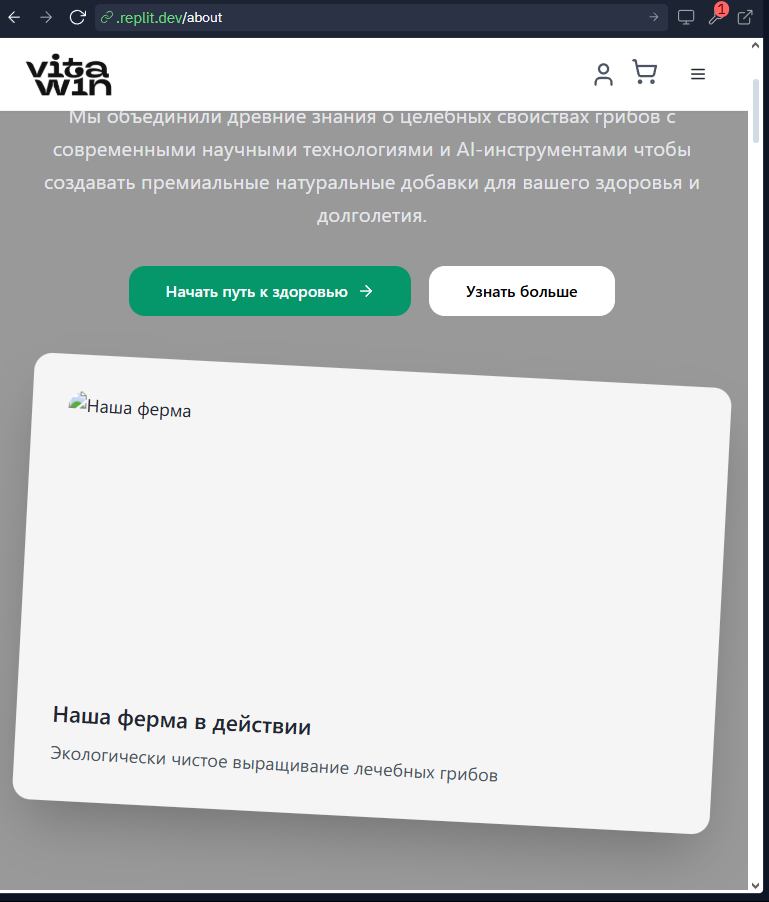 .replit.dev/about
1
vita
win
Мы объединили древние знания о целебных свойствах грибов с
современными научными технологиями и AI-инструментами чтобы
создавать премиальные натуральные добавки для вашего здоровья и
долголетия.
Начать путь к здоровью
Узнать больше
Наша ферма
Наша ферма в действии
Экологически чистое выращивание лечебных грибов